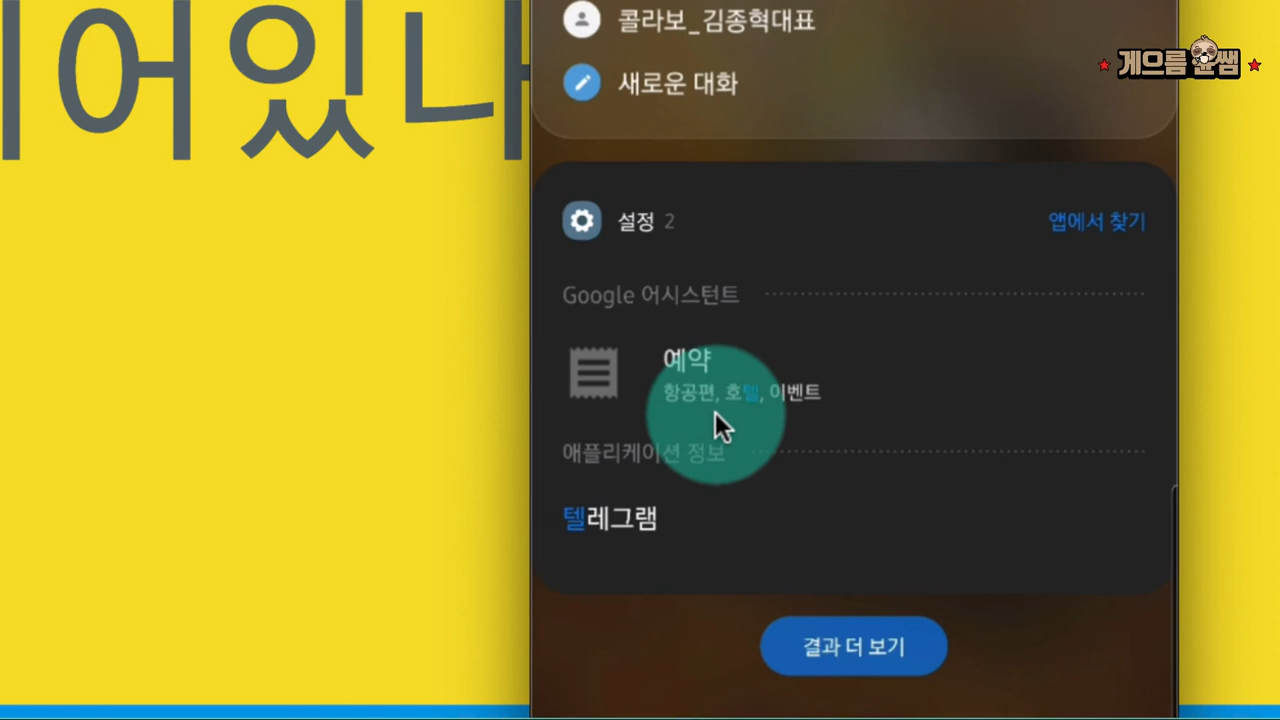 콜라보_김종혁대표
게으름 쌤
어있
새로운 대화
설정 2
앱에서 찾기
Google 어시스턴트
예약
항공편, 호텔, 이벤트
애플리케이션 정보
텔레그램
결과 더 보기